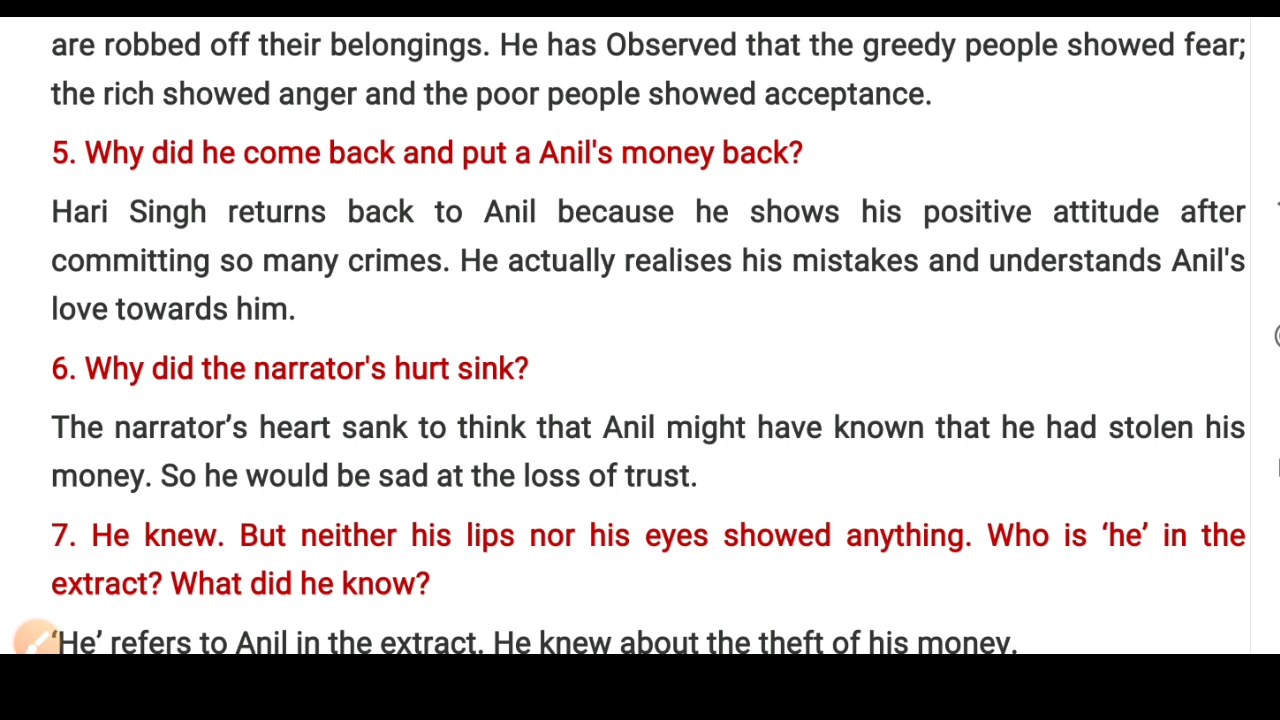 are robbed off their belongings. He has Observed that the greedy people showed fear;
the rich showed anger and the poor people showed acceptance.
5. Why did he come back and put a Anil's money back?
Hari Singh returns back to Anil because he shows his positive attitude after
committing so many crimes. He actually realises his mistakes and understands Anil's
love towards him.
6. Why did the narrator's hurt sink?
The narrator’s heart sank to think that Anil might have known that he had stolen his
money. So he would be sad at the loss of trust.
7. He knew. But neither his lips nor his eyes showed anything. Who is ‘he’ in the
extract? What did he know?
‘He’ refers to Anil in the extract. He knew about the theft of his money.